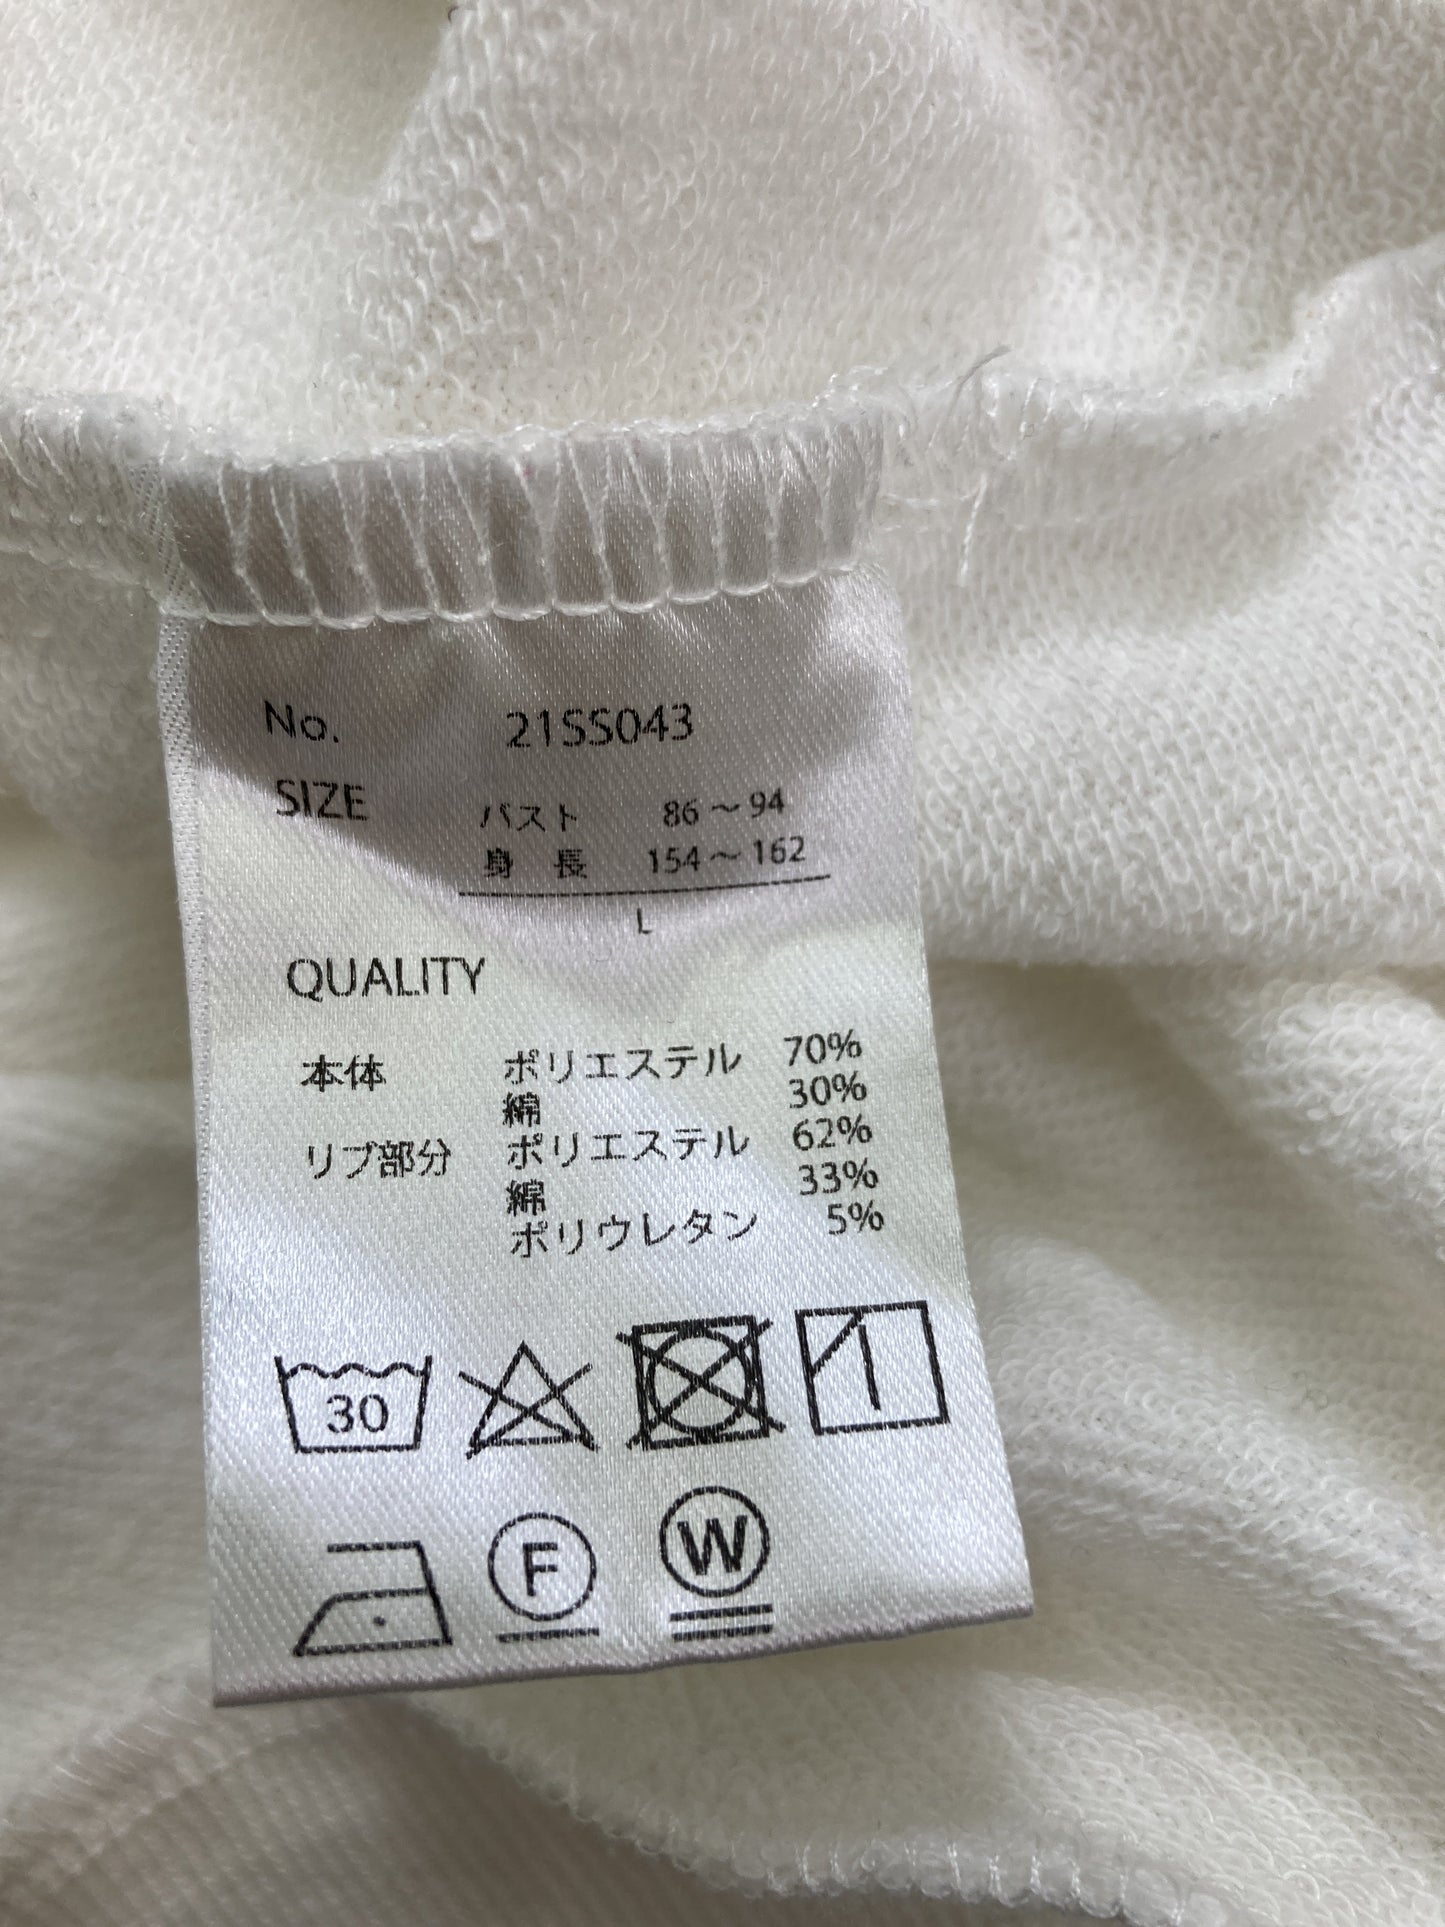 No. 21SS043
SIZE バスト 86～94
身 長 154～162
L
QUALITY
本体 ポリエステル 70%
綿 30%
リブ部分 ポリエステル 62%
綿 33%
ポリウレタン 5%
30
F W